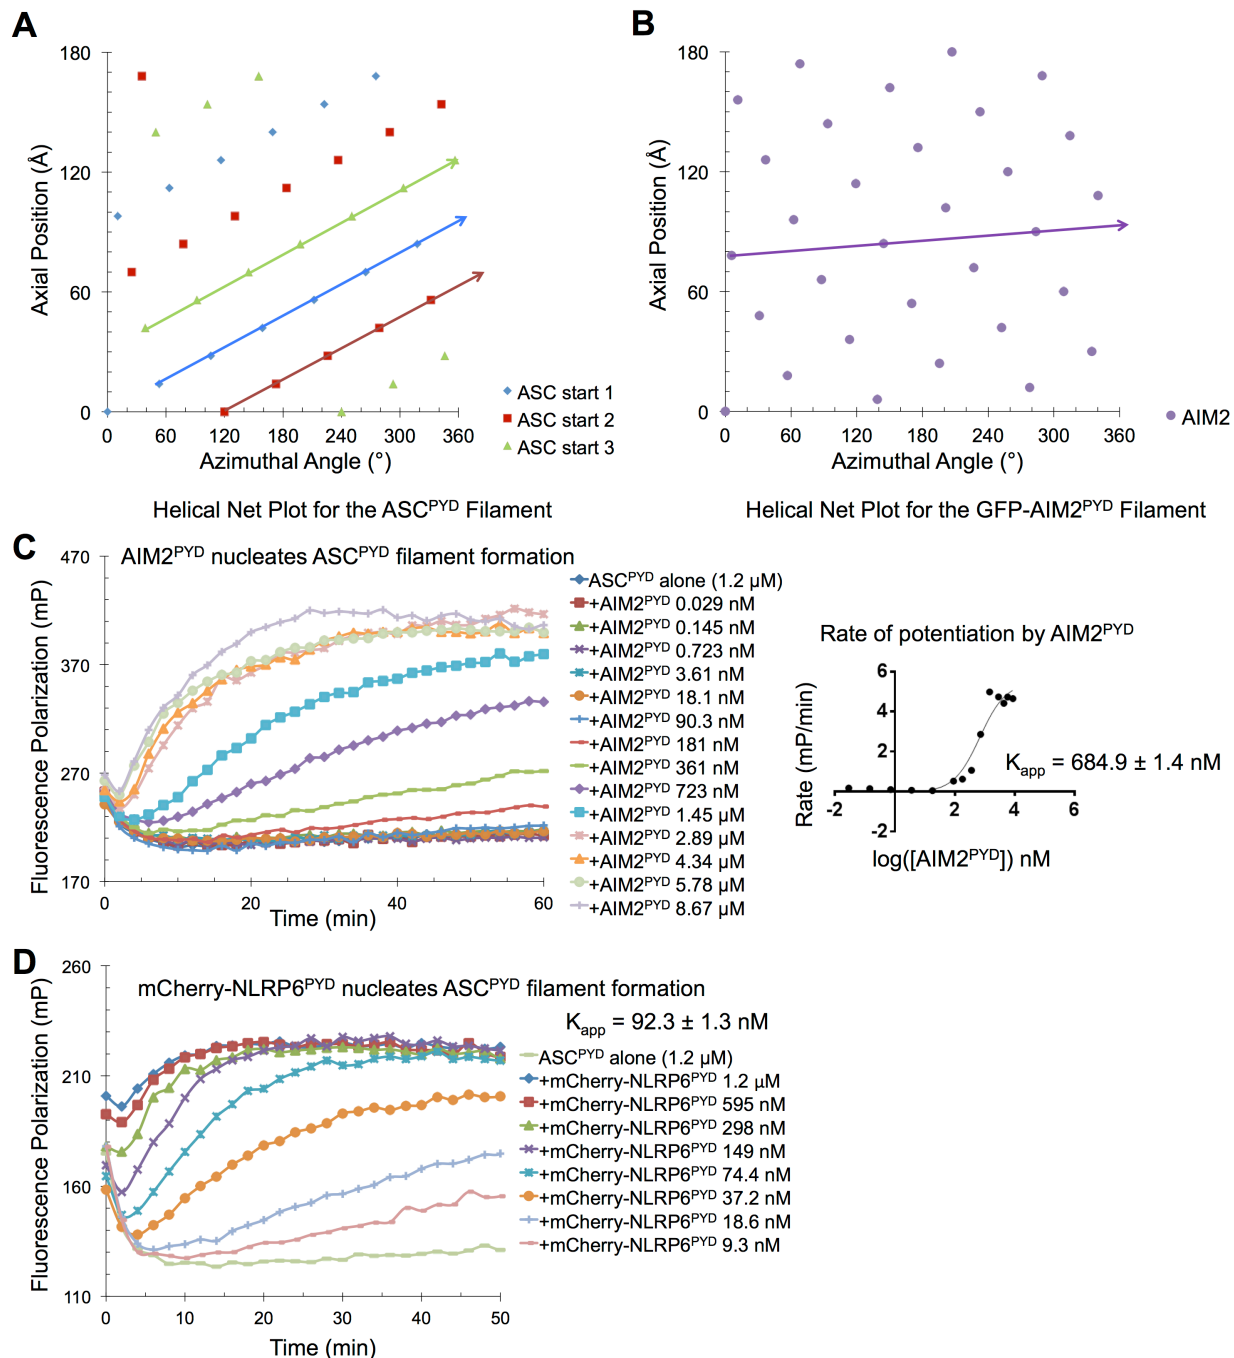 A
B
180
120
60
0
Axial Position (Å)
0 60 120 180 240 300 360
Azimuthal Angle (°)
ASC start 1
ASC start 2
ASC start 3
Helical Net Plot for the ASCPYD Filament
180
120
60
0
Axial Position (Å)
0 60 120 180 240 300 360
Azimuthal Angle (°)
AIM2
Helical Net Plot for the GFP-AIM2PYD Filament
C
AIM2PYD nucleates ASCPYD filament formation
470
370
270
170
Fluorescence Polarization (mP)
0 20 40 60
Time (min)
ASCPYD alone (1.2 µM)
+AIM2PYD 0.029 nM
+AIM2PYD 0.145 nM
+AIM2PYD 0.723 nM
+AIM2PYD 3.61 nM
+AIM2PYD 18.1 nM
+AIM2PYD 90.3 nM
+AIM2PYD 181 nM
+AIM2PYD 361 nM
+AIM2PYD 723 nM
+AIM2PYD 1.45 µM
+AIM2PYD 2.89 µM
+AIM2PYD 4.34 µM
+AIM2PYD 5.78 µM
+AIM2PYD 8.67 µM
Rate of potentiation by AIM2PYD
6
4
2
-2
Rate (mP/min)
-2 2 4 6
Kapp = 684.9 ± 1.4 nM
log([AIM2PYD]) nM
D
mCherry-NLRP6PYD nucleates ASCPYD filament formation
Kapp = 92.3 ± 1.3 nM
260
210
160
110
Fluorescence Polarization (mP)
0 10 20 30 40 50
Time (min)
ASCPYD alone (1.2 µM)
+mCherry-NLRP6PYD 1.2 µM
+mCherry-NLRP6PYD 595 nM
+mCherry-NLRP6PYD 298 nM
+mCherry-NLRP6PYD 149 nM
+mCherry-NLRP6PYD 74.4 nM
+mCherry-NLRP6PYD 37.2 nM
+mCherry-NLRP6PYD 18.6 nM
+mCherry-NLRP6PYD 9.3 nM